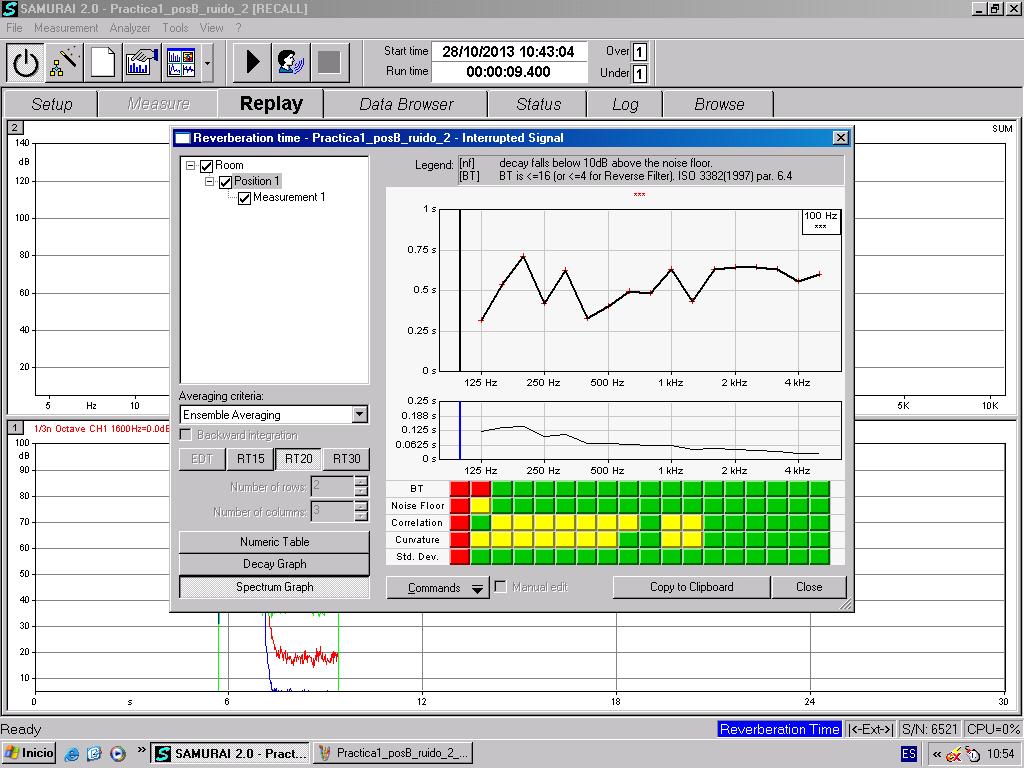 SAMURAI 2.0 - Practica1_posB_ruido_2 [RECALL]
File Measurement Analyzer Tools View ?
Start time 28/10/2013 10:43:04 Over 1
Run time 00:00:09.400 Under 1
Setup Measure Replay Data Browser Status Log Browse
2 SUM
140
dB
120
100
80
60
40
20
5 Hz 10 5K 10K
Reverberation time - Practica1_posB_ruido_2 - Interrupted Signal
Room
Position 1
Measurement 1
Legend: [nf] decay falls below 10dB above the noise floor.
[BT] BT is <=16 (or <=4 for Reverse Filter). ISO 3382(1997) par. 6.4
***
100 Hz
***
1 s
0.75 s
0.5 s
0.25 s
0 s
125 Hz 250 Hz 500 Hz 1 kHz 2 kHz 4 kHz
0.25 s
0.188 s
0.125 s
0.0625 s
0 s
125 Hz 250 Hz 500 Hz 1 kHz 2 kHz 4 kHz
Averaging criteria:
Ensemble Averaging
Backward integration
EDT RT15 RT20 RT30
Number of rows: 2
Number of columns: 3
Numeric Table
Decay Graph
Spectrum Graph
BT
Noise Floor
Correlation
Curvature
Std. Dev.
Commands Manual edit Copy to Clipboard Close
1 1/3n Octave CH1 1600Hz=0.0dB
100
dB
90
80
70
60
50
40
30
20
10
0 s 6 12 18 24 30
Ready Reverberation Time |<-Ext->| S/N: 6521 CPU=0%
Inicio » SAMURAI 2.0 - Pract... Practica1_posB_ruido_2_... ES « 10:54